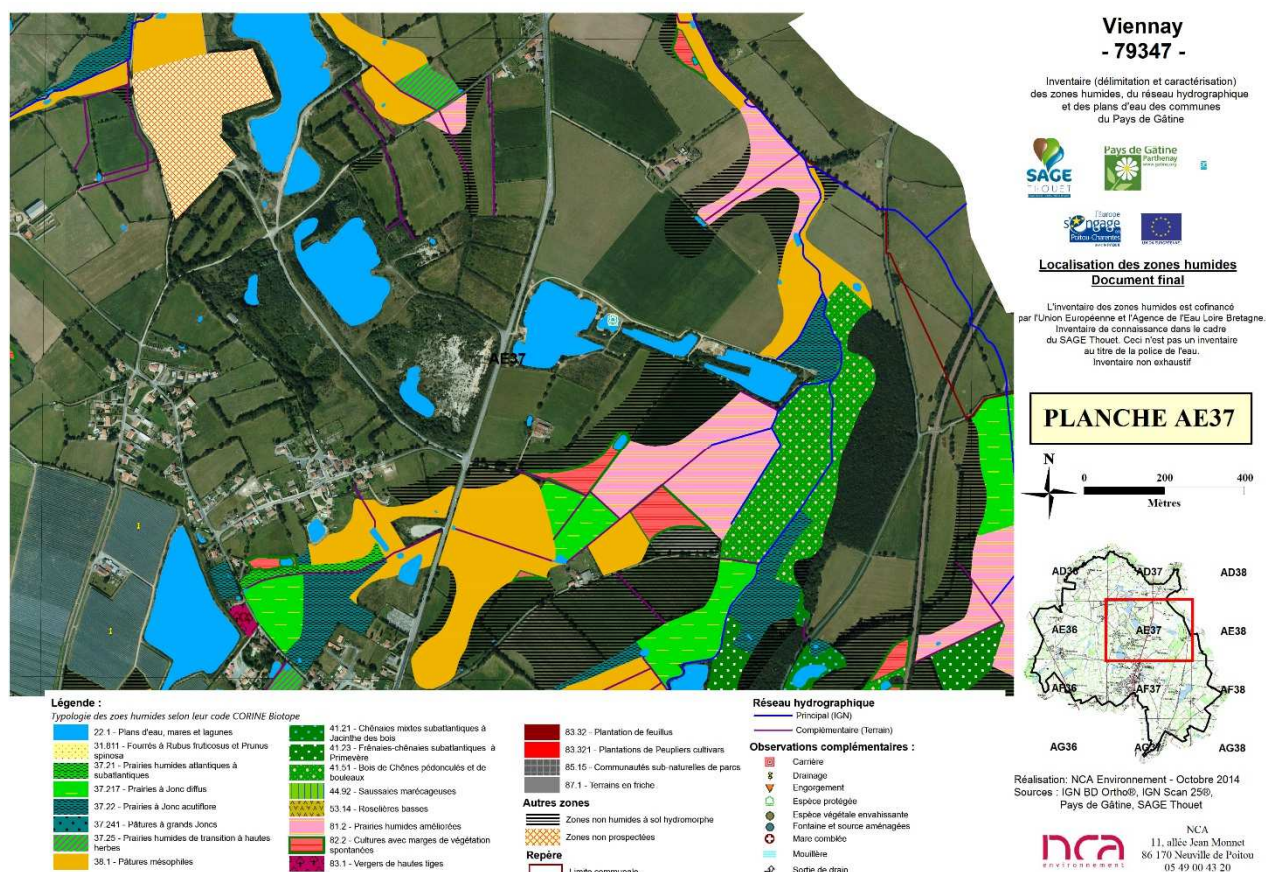 Viennay
- 79347 -
Inventaire (délimitation et caractérisation)
des zones humides, du réseau hydrographique
et des plans d'eau des communes
du Pays de Gâtine
SAGE
THOUET
Pays de Gâtine
Parthenay
L'Europe
s'engage
en
Poitou-Charentes
UNION EUROPEENNE
Localisation des zones humides
Document final
L'inventaire des zones humides est cofinancé
par l'Union Européenne et l'Agence de l'Eau Loire Bretagne.
Inventaire de connaissance dans le cadre
du SAGE Thouet. Ceci n'est pas un inventaire
au titre de la police de l'eau.
Inventaire non exhaustif
PLANCHE AE37
N
0 200 400
Mètres
AD36 AD37 AD38
AE36 AE37 AE38
AF36 AF37 AF38
AG36 AG37 AG38
Réalisation: NCA Environnement - Octobre 2014
Sources : IGN BD Ortho®, IGN Scan 25®,
Pays de Gâtine, SAGE Thouet
nca
environnement
NCA
11, allée Jean Monnet
86 170 Neuville de Poitou
05 49 00 43 20
AE37
1
1
Légende :
Typologie des zoes humides selon leur code CORINE Biotope
22.1 - Plans d'eau, mares et lagunes
31.811 - Fourrés à Rubus fruticosus et Prunus
spinosa
37.21 - Prairies humides atlantiques à
subatlantiques
37.217 - Prairies à Jonc diffus
37.22 - Prairies à Jonc acutiflore
37.241 - Pâtures à grands Joncs
37.25 - Prairies humides de transition à hautes
herbes
38.1 - Pâtures mésophiles
41.21 - Chênaies mixtes subatlantiques à
Jacinthe des bois
41.23 - Frênaies-chênaies subatlantiques à
Primevère
41.51 - Bois de Chênes pédonculés et de
bouleaux
44.92 - Saussaies marécageuses
53.14 - Roselières basses
81.2 - Prairies humides améliorées
82.2 - Cultures avec marges de végétation
spontanées
83.1 - Vergers de hautes tiges
83.32 - Plantation de feuillus
83.321 - Plantations de Peupliers cultivars
85.15 - Communautés sub-naturelles de parcs
87.1 - Terrains en friche
Autres zones
Zones non humides à sol hydromorphe
Zones non prospectées
Repère
Limite communale
Réseau hydrographique
Principal (IGN)
Complémentaire (Terrain)
Observations complémentaires :
Carrière
Drainage
Engorgement
Espèce protégée
Espèce végétale envahissante
Fontaine et source aménagées
Mare comblée
Mouillère
Sortie de drain